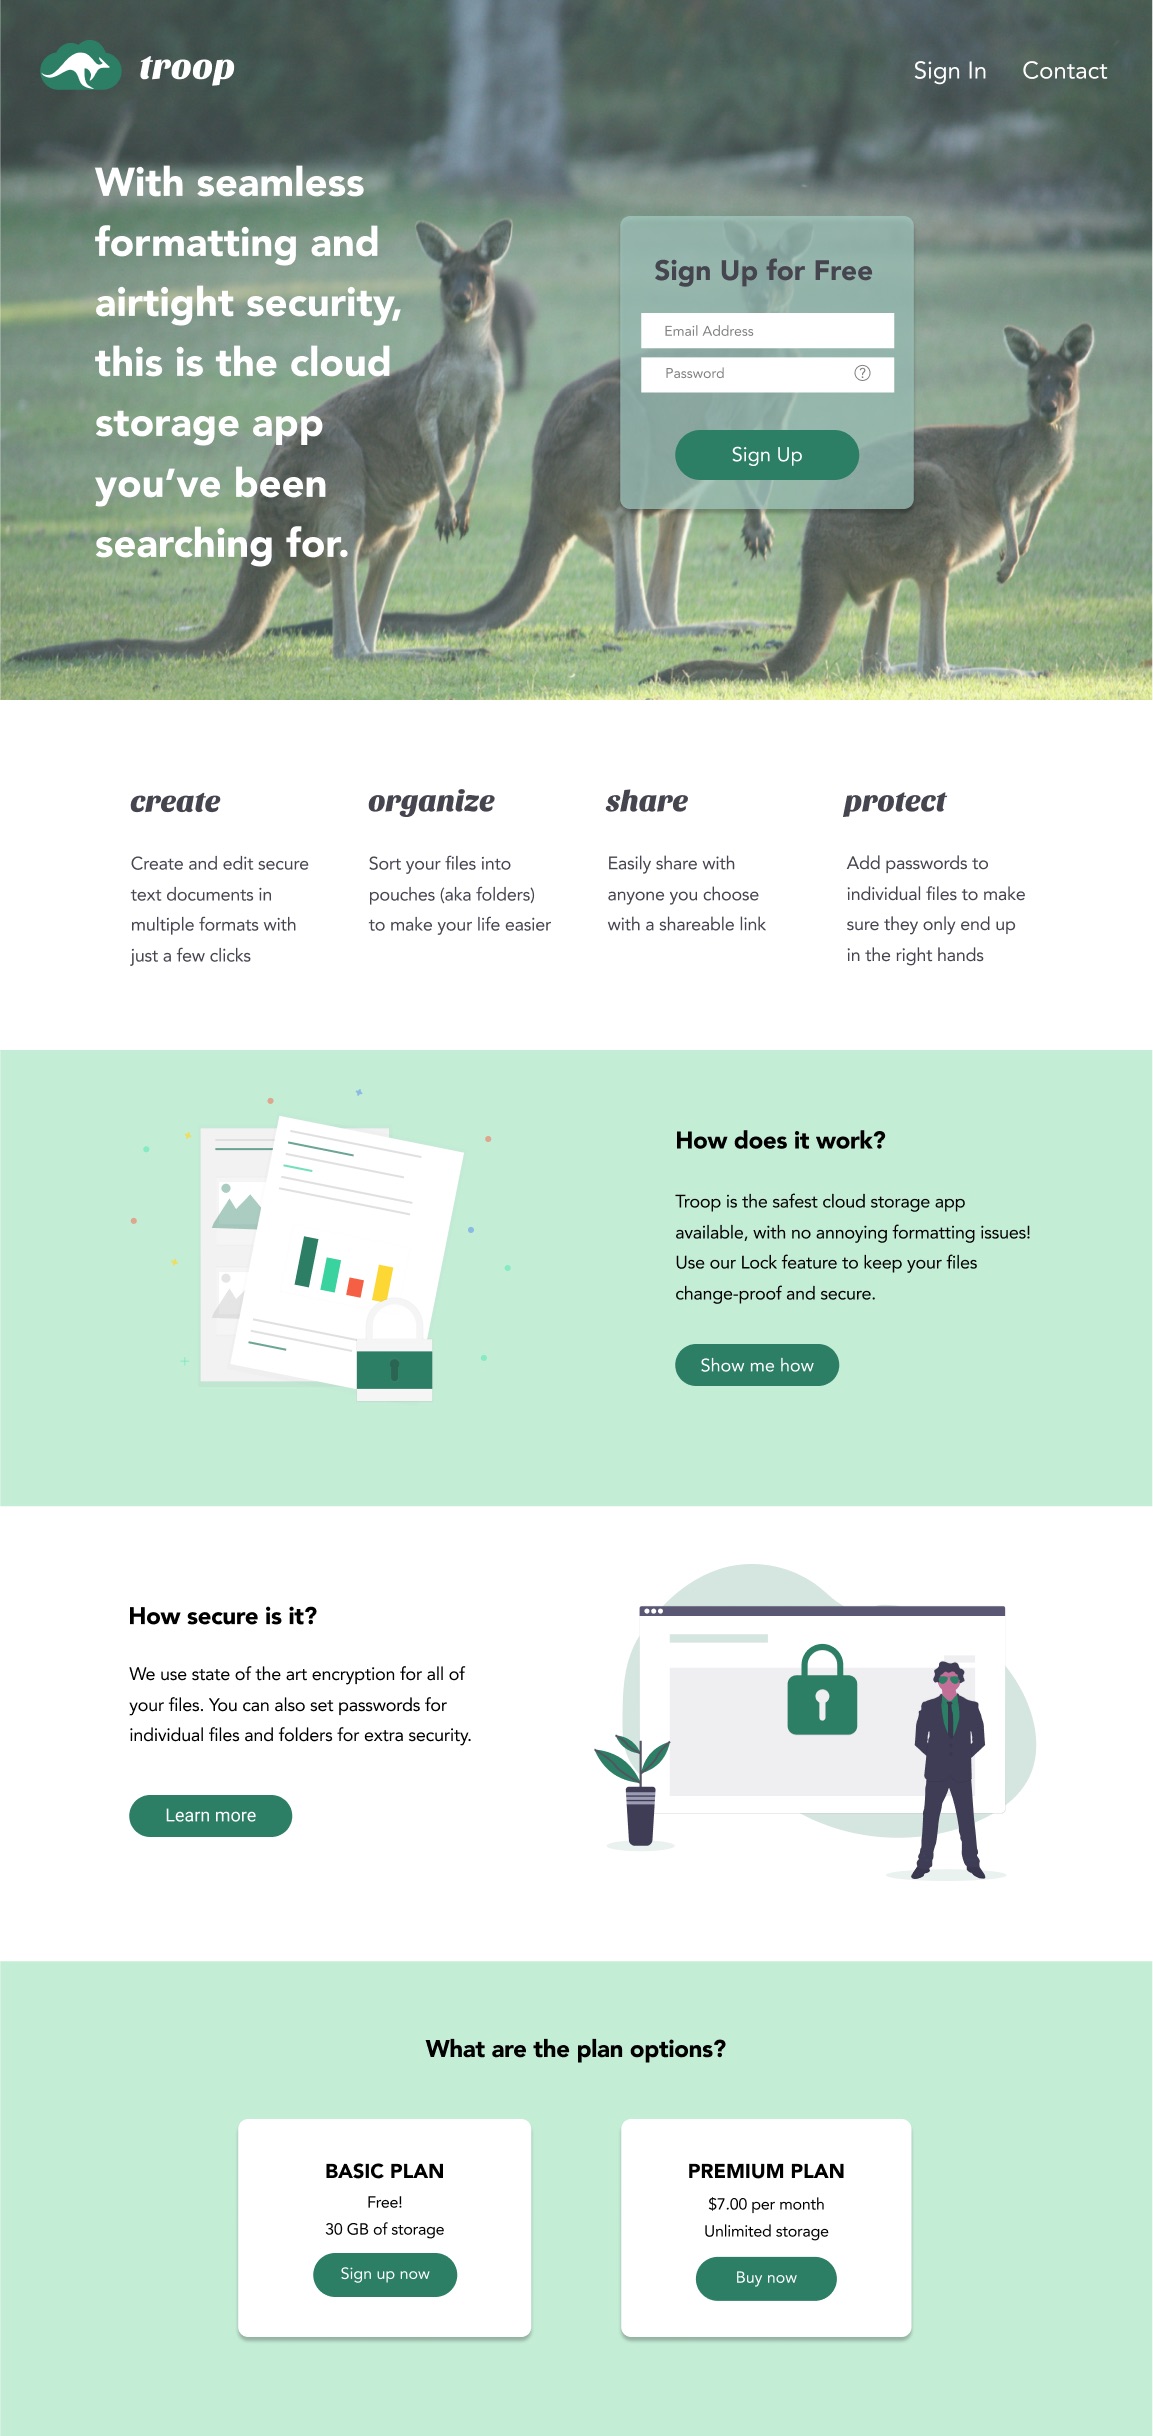 troop
Sign In
Contact
With seamless
formatting and
airtight security,
this is the cloud
storage app
you’ve been
searching for.
Sign Up for Free
Email Address
Password
?
Sign Up
create
Create and edit secure
text documents in
multiple formats with
just a few clicks
organize
Sort your files into
pouches (aka folders)
to make your life easier
share
Easily share with
anyone you choose
with a shareable link
protect
Add passwords to
individual files to make
sure they only end up
in the right hands
How does it work?
Troop is the safest cloud storage app
available, with no annoying formatting issues!
Use our Lock feature to keep your files
change-proof and secure.
Show me how
How secure is it?
We use state of the art encryption for all of
your files. You can also set passwords for
individual files and folders for extra security.
Learn more
What are the plan options?
BASIC PLAN
Free!
30 GB of storage
Sign up now
PREMIUM PLAN
$7.00 per month
Unlimited storage
Buy now